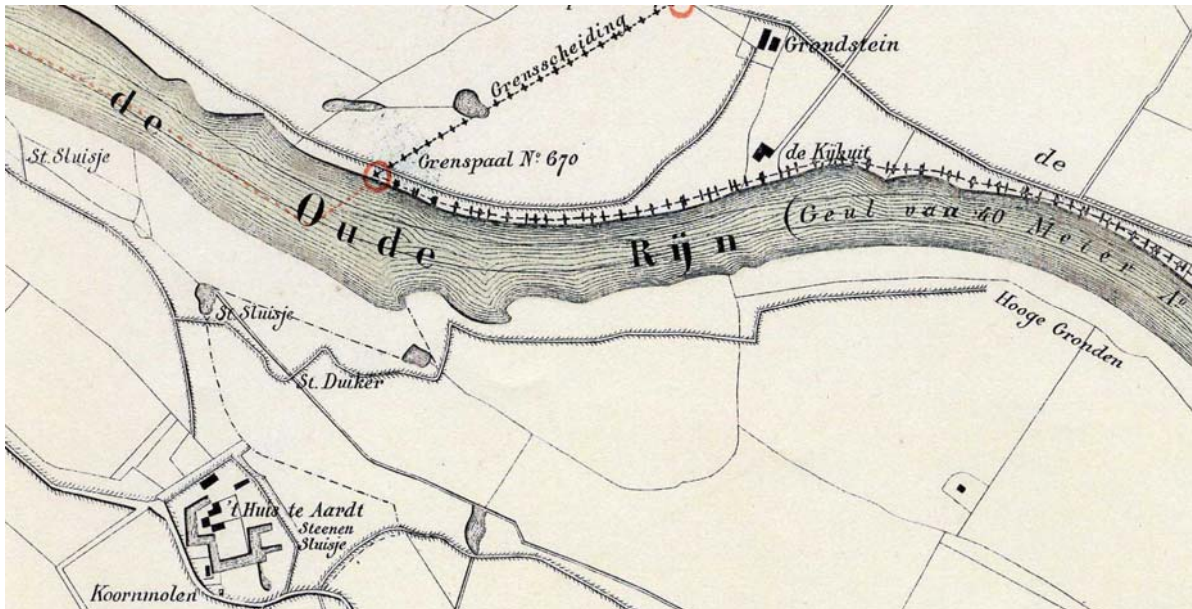 Grensscheiding
Grondstein
de
St. Sluisje
Grenspaal Nº 670
de Kijkuit
de
Oude Rijn
(Geul van 40 Meter Aº
St. Sluisje
Hooge Gronden
St. Duiker
't Huis te Aardt
Steenen
Sluisje
Koornmolen